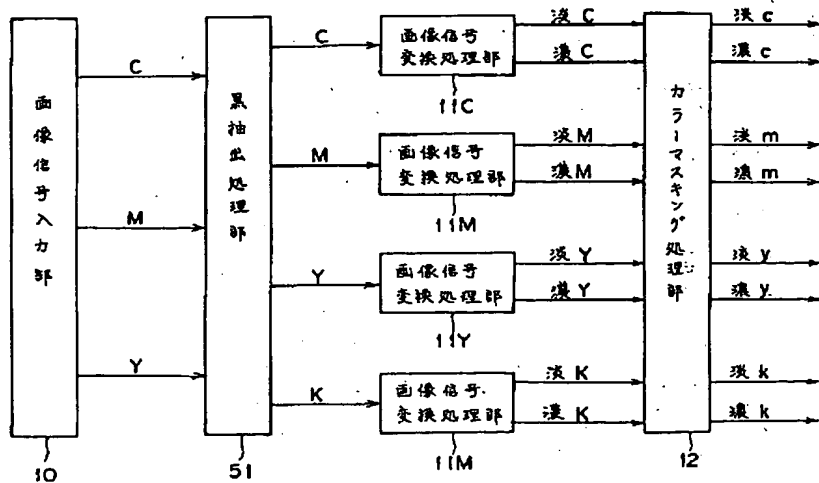 画像信号入力部
10
C
M
Y
黒抽出処理部
51
C
M
Y
K
画像信号
変換処理部
11C
画像信号
変換処理部
11M
画像信号
変換処理部
11Y
画像信号
変換処理部
11M
淡C
濃C
淡M
濃M
淡Y
濃Y
淡K
濃K
カラーマスキング処理部
12
淡c
濃c
淡m
濃m
淡y
濃y
淡k
濃k